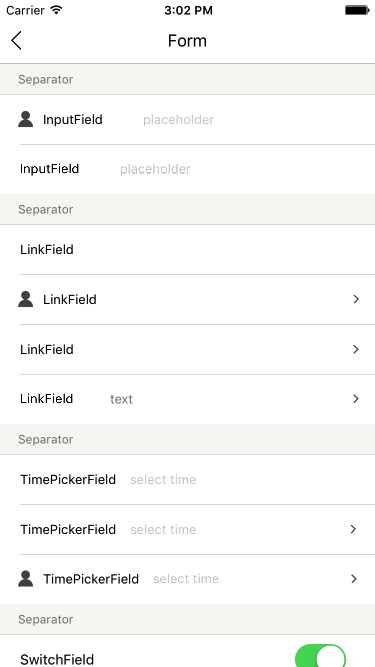 Carrier 3:02 PM
Form
Separator
InputField placeholder
InputField placeholder
Separator
LinkField
LinkField
LinkField
LinkField text
Separator
TimePickerField select time
TimePickerField select time
TimePickerField select time
Separator
SwitchField